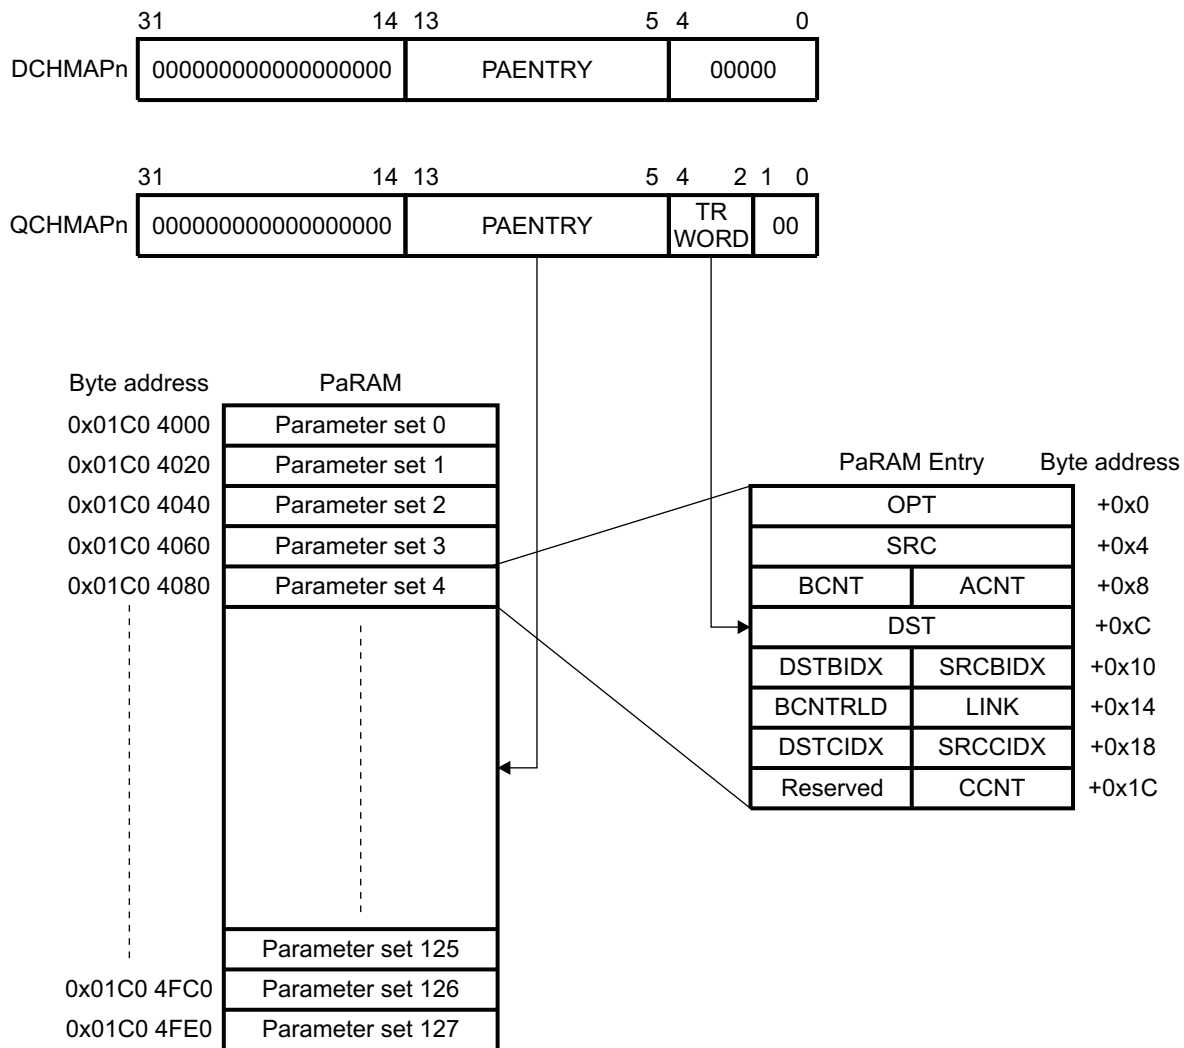 31 14 13 5 4 0
DCHMAPn 000000000000000000 PAENTRY 00000
31 14 13 5 4 2 1 0
QCHMAPn 000000000000000000 PAENTRY TR WORD 00
Byte address PaRAM
0x01C0 4000 Parameter set 0
0x01C0 4020 Parameter set 1
0x01C0 4040 Parameter set 2
0x01C0 4060 Parameter set 3
0x01C0 4080 Parameter set 4
Parameter set 125
0x01C0 4FC0 Parameter set 126
0x01C0 4FE0 Parameter set 127
PaRAM Entry Byte address
OPT +0x0
SRC +0x4
BCNT ACNT +0x8
DST +0xC
DSTBIDX SRCBIDX +0x10
BCNTRLD LINK +0x14
DSTCIDX SRCCIDX +0x18
Reserved CCNT +0x1C